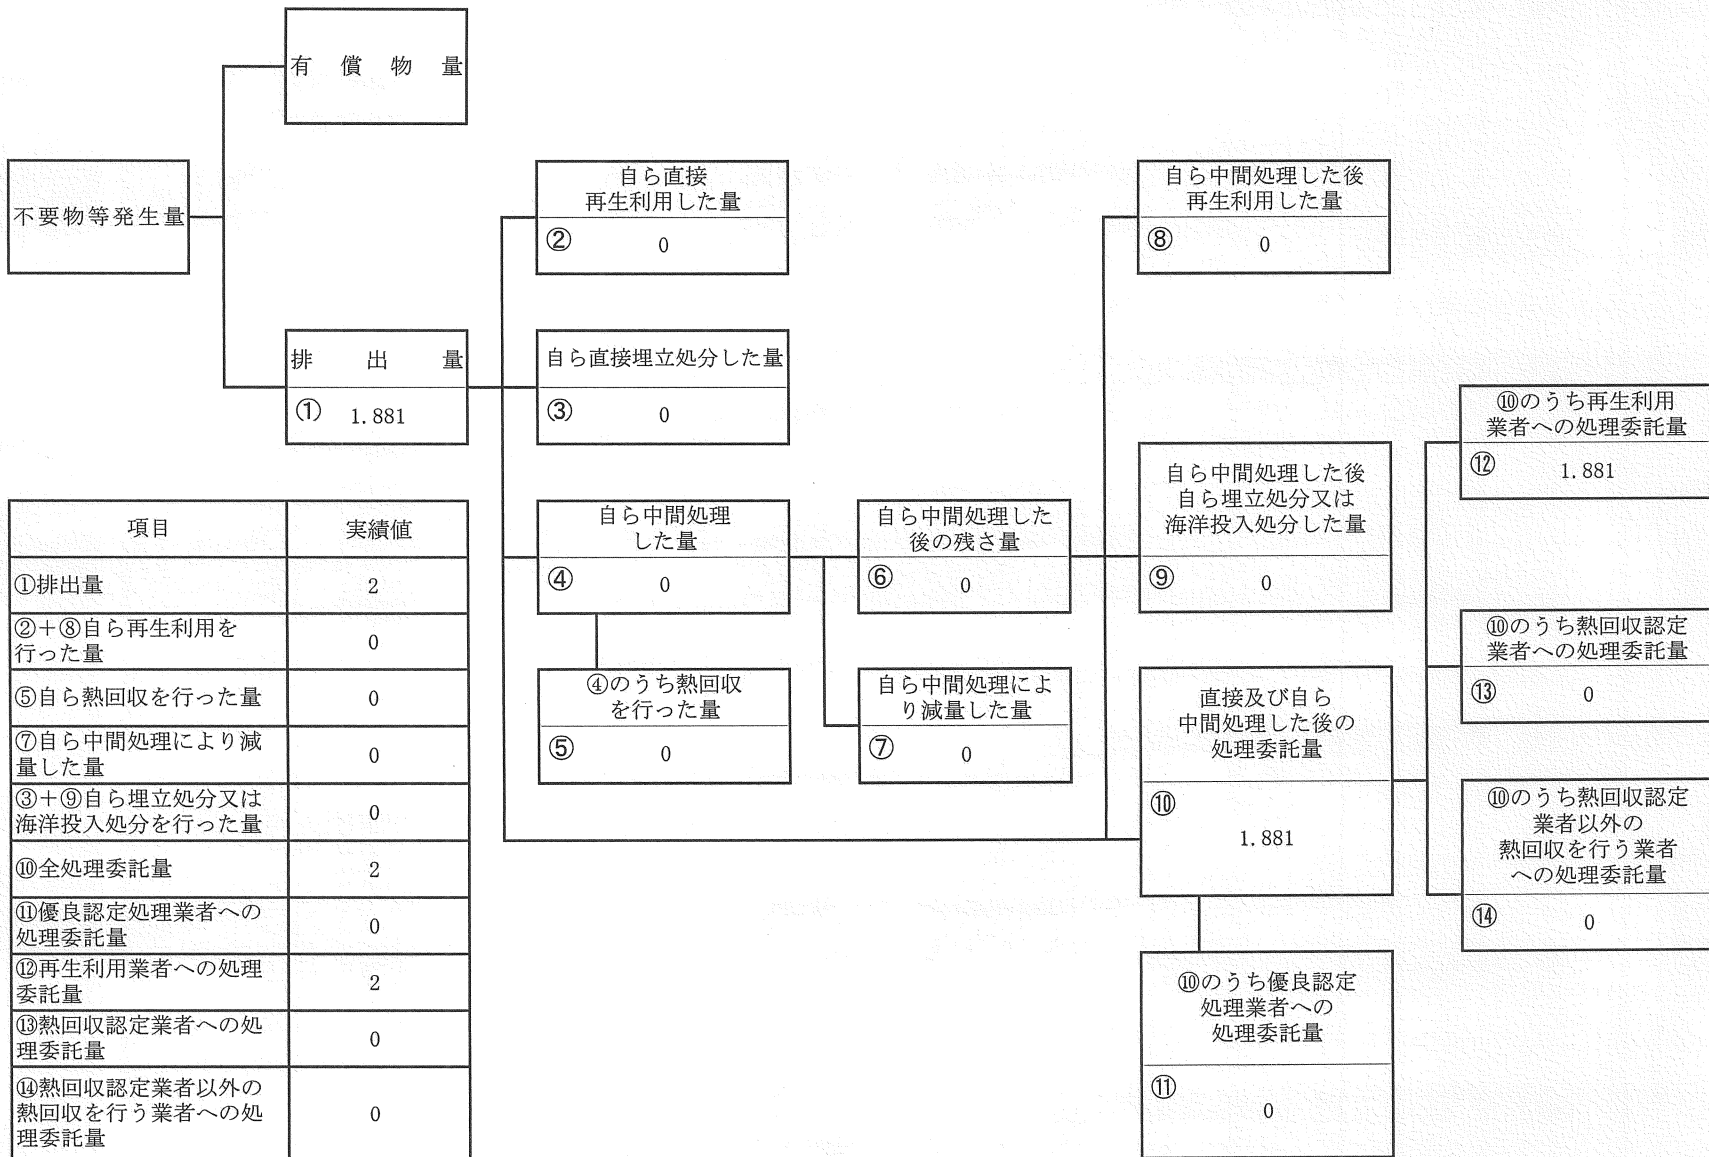 有償物量
不要物等発生量
排出量
① 1.881
自ら直接
再生利用した量
② 0
自ら直接埋立処分した量
③ 0
自ら中間処理
した量
④ 0
④のうち熱回収
を行った量
⑤ 0
自ら中間処理した
後の残さ量
⑥ 0
自ら中間処理によ
り減量した量
⑦ 0
自ら中間処理した後
再生利用した量
⑧ 0
自ら中間処理した後
自ら埋立処分又は
海洋投入処分した量
⑨ 0
直接及び自ら
中間処理した後の
処理委託量
⑩
1.881
⑩のうち優良認定
処理業者への
処理委託量
⑪
0
⑩のうち再生利用
業者への処理委託量
⑫ 1.881
⑩のうち熱回収認定
業者への処理委託量
⑬ 0
⑩のうち熱回収認定
業者以外の
熱回収を行う業者
への処理委託量
⑭ 0
項目 実績値
①排出量 2
②+⑧自ら再生利用を
行った量 0
⑤自ら熱回収を行った量 0
⑦自ら中間処理により減
量した量 0
③+⑨自ら埋立処分又は
海洋投入処分を行った量 0
⑩全処理委託量 2
⑪優良認定処理業者への
処理委託量 0
⑫再生利用業者への処理
委託量 2
⑬熱回収認定業者への処
理委託量 0
⑭熱回収認定業者以外の
熱回収を行う業者への処
理委託量 0